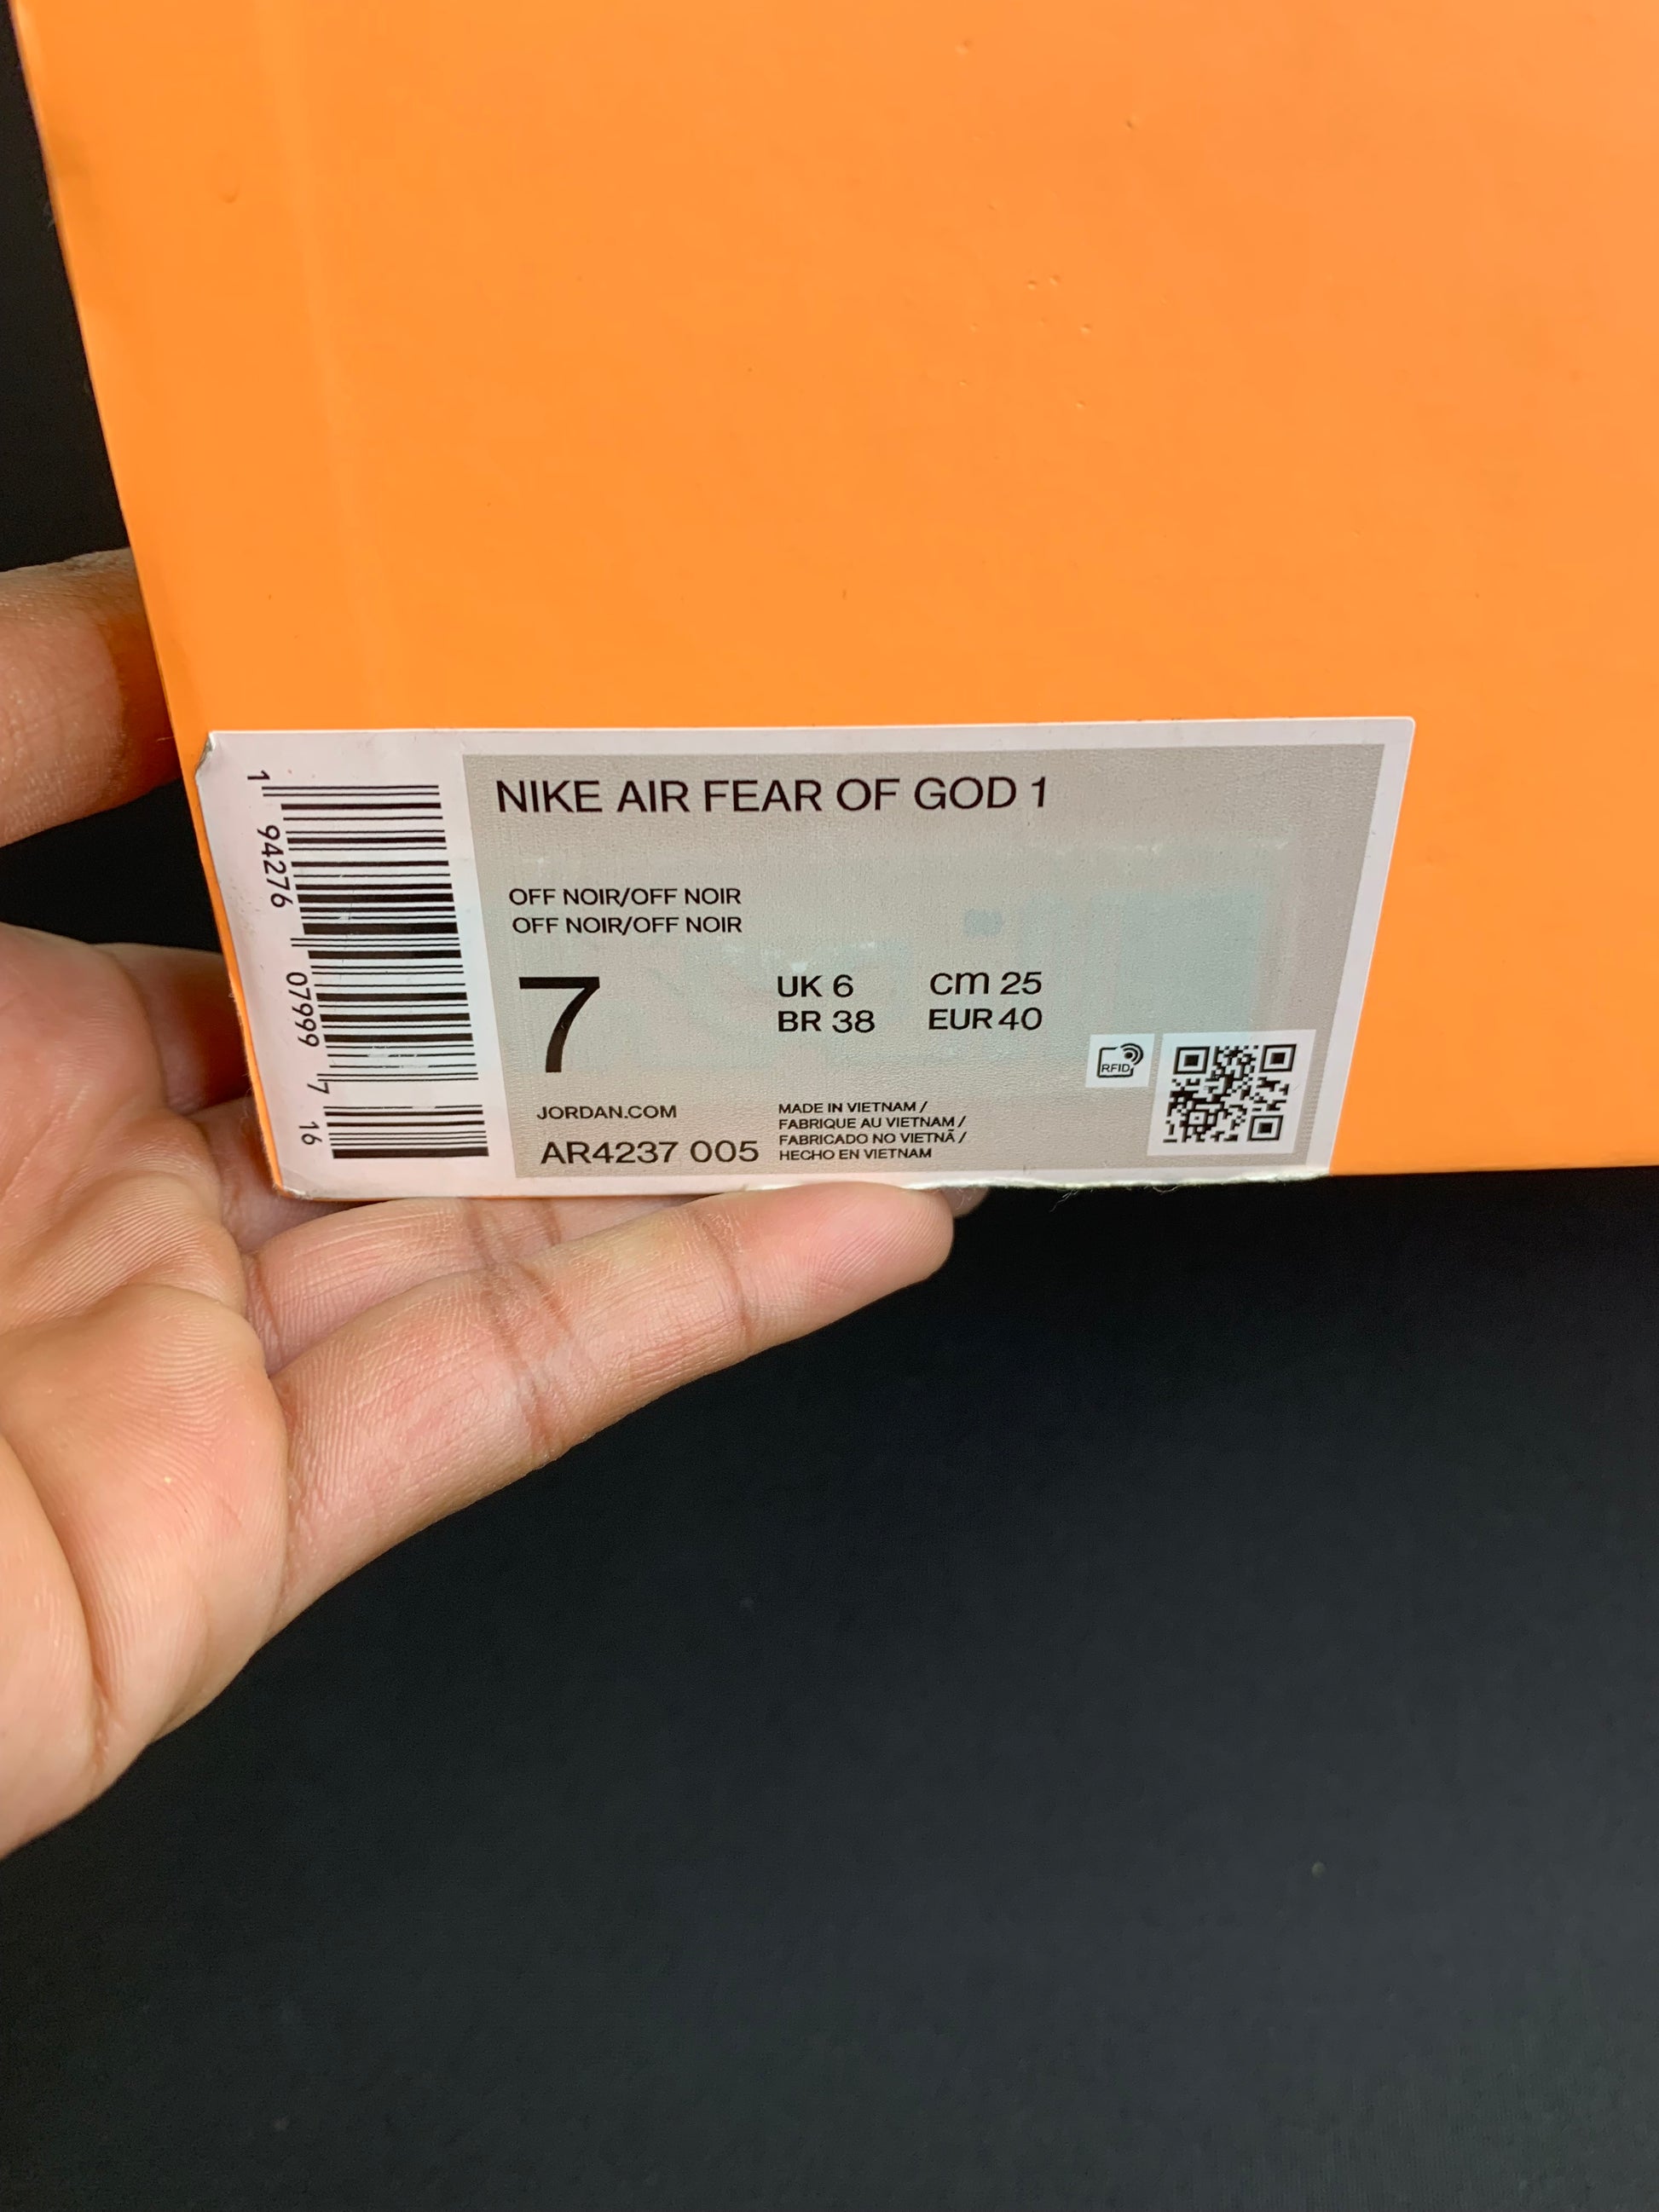 NIKE AIR FEAR OF GOD 1
OFF NOIR/OFF NOIR
OFF NOIR/OFF NOIR
7
UK 6
cm 25
BR 38
EUR 40
RFID
JORDAN.COM
AR4237 005
MADE IN VIETNAM /
FABRIQUE AU VIETNAM /
FABRICADO NO VIETNÃ /
HECHO EN VIETNAM
1 94276 07999 7 16